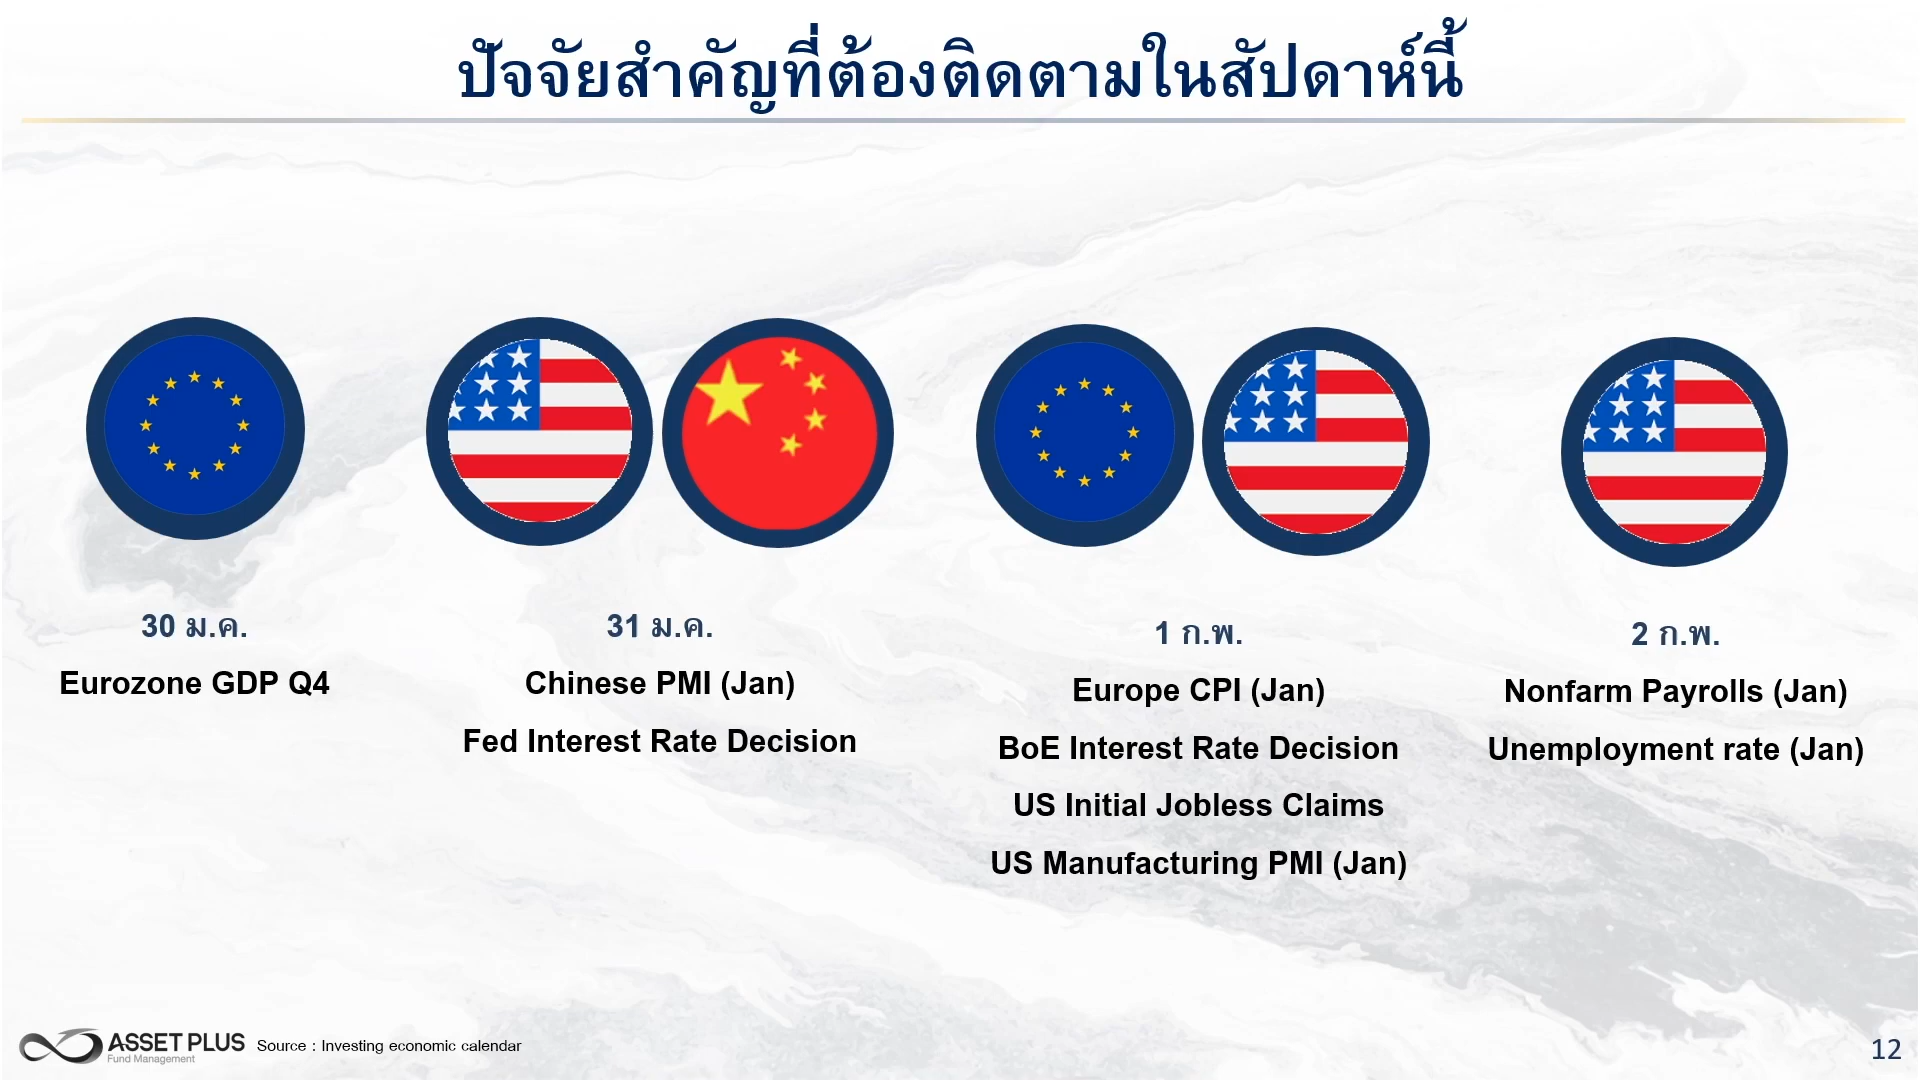 ปัจจัยสำคัญที่ต้องติดตามในสัปดาห์นี้
30 ม.ค.
Eurozone GDP Q4
31 ม.ค.
Chinese PMI (Jan)
Fed Interest Rate Decision
1 ก.พ.
Europe CPI (Jan)
BoE Interest Rate Decision
US Initial Jobless Claims
US Manufacturing PMI (Jan)
2 ก.พ.
Nonfarm Payrolls (Jan)
Unemployment rate (Jan)
ASSET PLUS
Fund Management
Source : Investing economic calendar
12